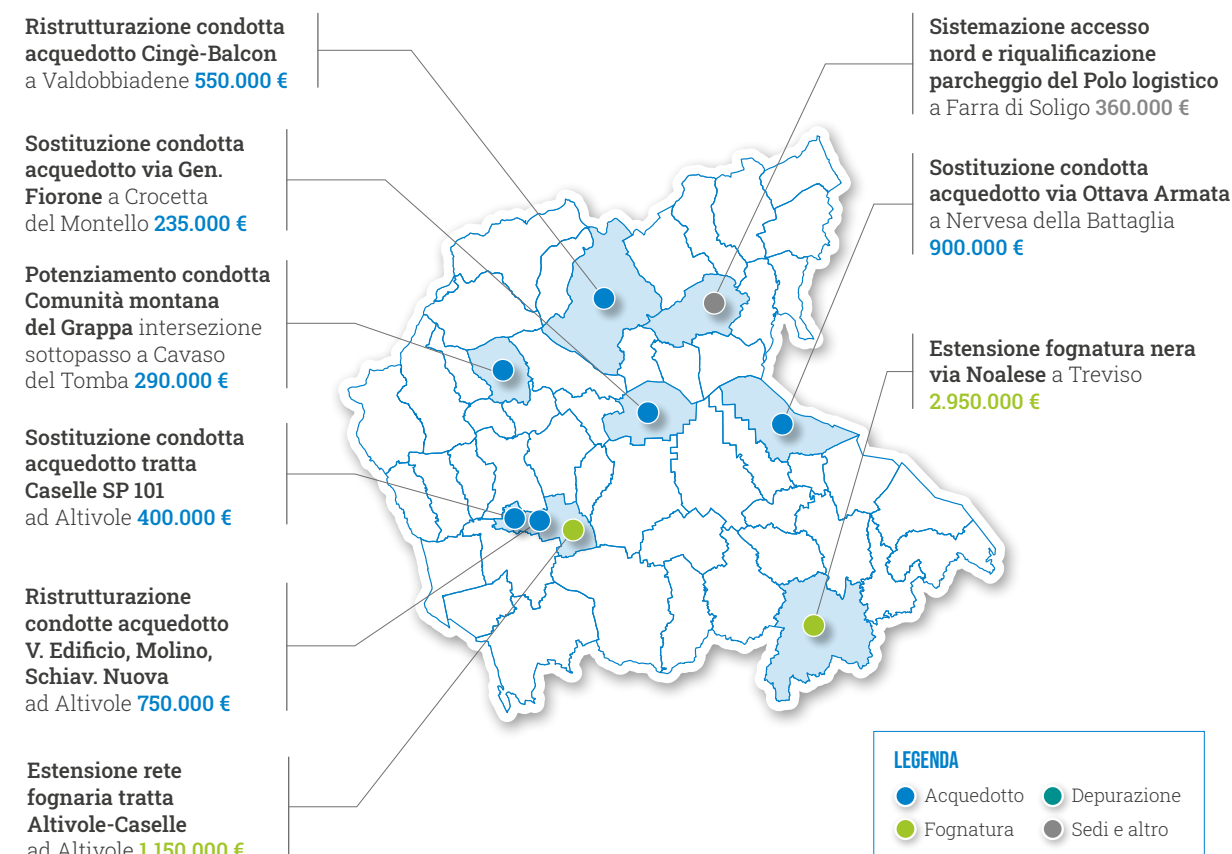 Ristrutturazione condotta
acquedotto Cingè-Balcon
a Valdobbiadene 550.000 €
Sostituzione condotta
acquedotto via Gen.
Fiorone a Crocetta
del Montello 235.000 €
Potenziamento condotta
Comunità montana
del Grappa intersezione
sottopasso a Cavaso
del Tomba 290.000 €
Sostituzione condotta
acquedotto tratta
Caselle SP 101
ad Altivole 400.000 €
Ristrutturazione
condotte acquedotto
V. Edificio, Molino,
Schiav. Nuova
ad Altivole 750.000 €
Estensione rete
fognaria tratta
Altivole-Caselle
ad Altivole 1.150.000 €
Sistemazione accesso
nord e riqualificazione
parcheggio del Polo logistico
a Farra di Soligo 360.000 €
Sostituzione condotta
acquedotto via Ottava Armata
a Nervesa della Battaglia
900.000 €
Estensione fognatura nera
via Noalese a Treviso
2.950.000 €
LEGENDA
Acquedotto
Depurazione
Fognatura
Sedi e altro